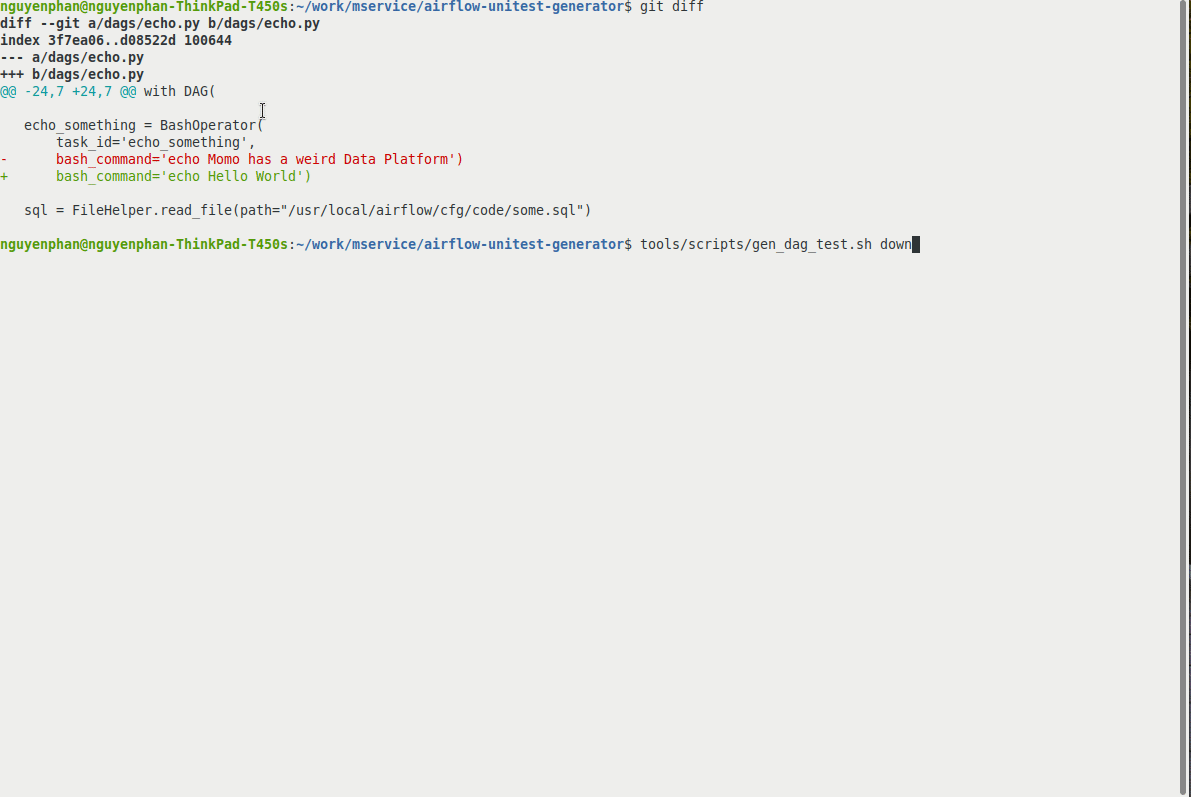 nguyenphan@nguyenphan-ThinkPad-T450s:~/work/mservice/airflow-unitest-generator$ git diff
diff --git a/dags/echo.py b/dags/echo.py
index 3f7ea06..d08522d 100644
--- a/dags/echo.py
+++ b/dags/echo.py
@@ -24,7 +24,7 @@ with DAG(
echo_something = BashOperator(
task_id='echo_something',
-      bash_command='echo Momo has a weird Data Platform')
+      bash_command='echo Hello World')
sql = FileHelper.read_file(path="/usr/local/airflow/cfg/code/some.sql")
nguyenphan@nguyenphan-ThinkPad-T450s:~/work/mservice/airflow-unitest-generator$ tools/scripts/gen_dag_test.sh down